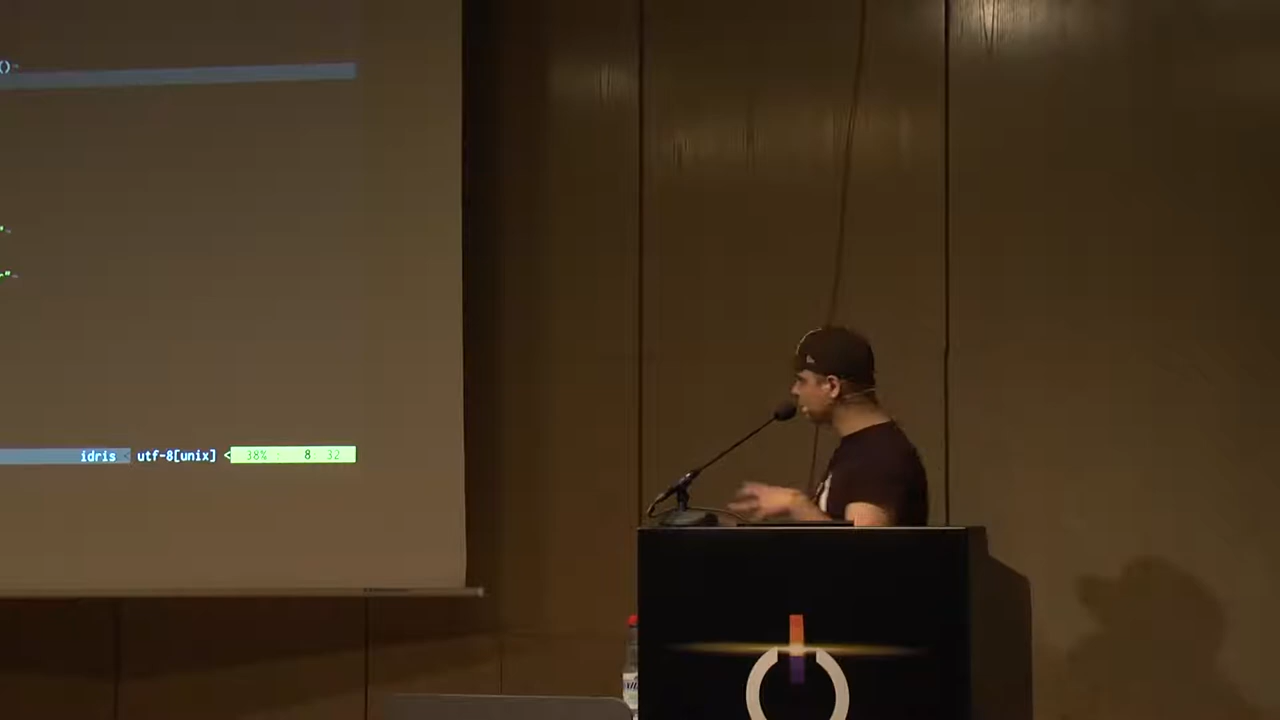 ()
"
"
idris < utf-8[unix] < 38% : 8: 32